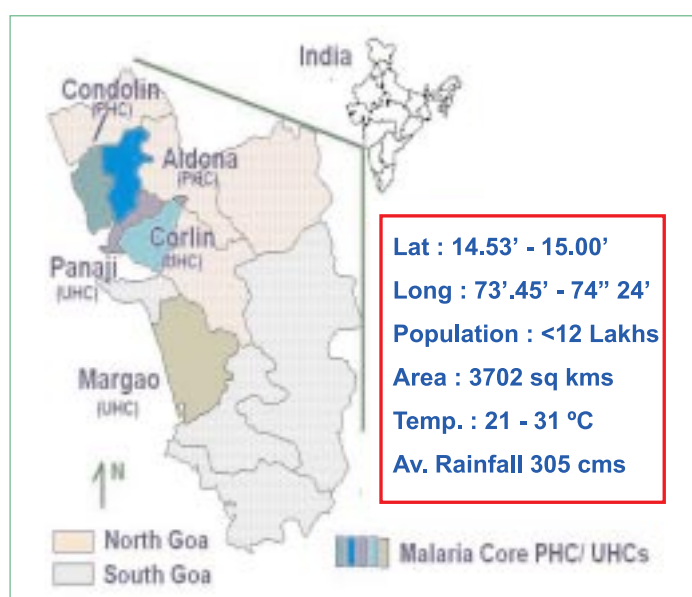 India
Condolin
(PHC)
Aldona
(PHC)
Corlin
(UHC)
Panaji
(UHC)
Margao
(UHC)
Lat : 14.53' - 15.00'
Long : 73'.45' - 74” 24'
Population : <12 Lakhs
Area : 3702 sq kms
Temp. : 21 - 31 ºC
Av. Rainfall 305 cms
N
North Goa
South Goa
Malaria Core PHC/ UHCs